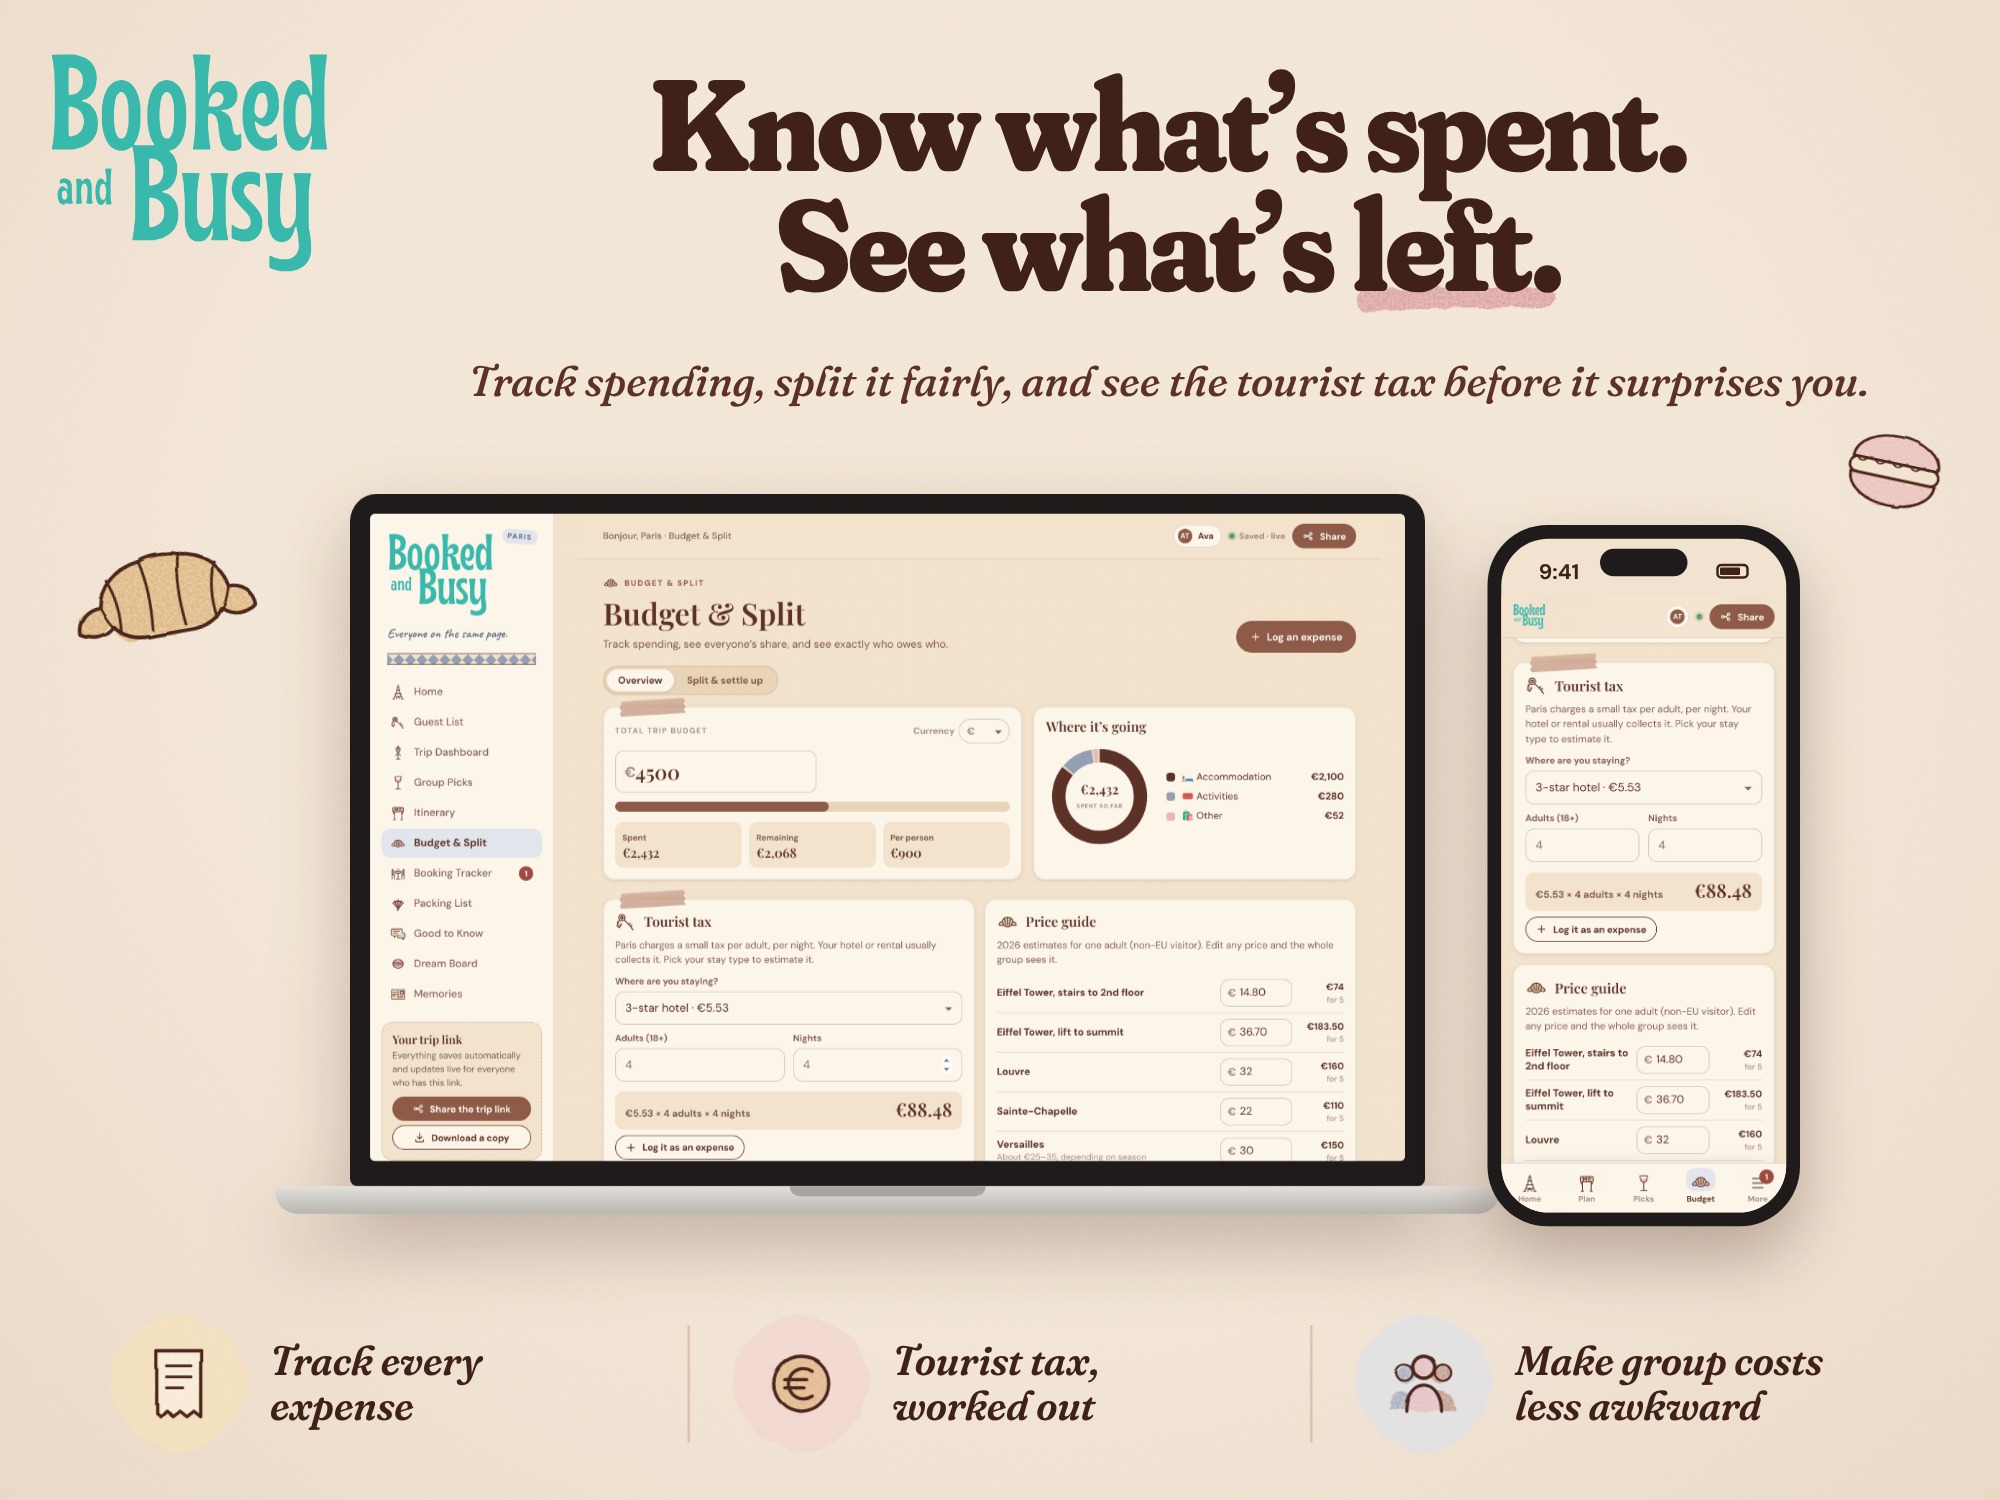 Booked
and Busy
Know what's spent.
See what's left.
Track spending, split it fairly, and see the tourist tax before it surprises you.
Booked
and Busy
PARIS
Everyone on the same page.
Home
Guest List
Trip Dashboard
Group Picks
Itinerary
Budget & Split
Booking Tracker 1
Packing List
Good to Know
Dream Board
Memories
Your trip link
Everything saves automatically
and updates live for everyone
who has this link.
Share the trip link
Download a copy
Bonjour, Paris · Budget & Split
AT Ava Saved · live Share
BUDGET & SPLIT
Budget & Split
Track spending, see everyone's share, and see exactly who owes who.
+ Log an expense
Overview Split & settle up
TOTAL TRIP BUDGET Currency €
€4500
Spent Remaining Per person
€2,432 €2,068 €900
Where it's going
€2,432
SPENT SO FAR
Accommodation €2,100
Activities €280
Other €52
Tourist tax
Paris charges a small tax per adult, per night. Your hotel or rental usually
collects it. Pick your stay type to estimate it.
Where are you staying?
3-star hotel · €5.53
Adults (18+) Nights
4 4
€5.53 × 4 adults × 4 nights €88.48
+ Log it as an expense
Price guide
2026 estimates for one adult (non-EU visitor). Edit any price and the whole
group sees it.
Eiffel Tower, stairs to 2nd floor € 14.80 €74
for 5
Eiffel Tower, lift to summit € 36.70 €183.50
for 5
Louvre € 32 €160
for 5
Sainte-Chapelle € 22 €110
for 5
Versailles € 30 €150
About €25–35, depending on season for 5
9:41
Booked
and Busy
AT Share
Tourist tax
Paris charges a small tax per adult, per night. Your
hotel or rental usually collects it. Pick your stay
type to estimate it.
Where are you staying?
3-star hotel · €5.53
Adults (18+) Nights
4 4
€5.53 × 4 adults × 4 nights €88.48
+ Log it as an expense
Price guide
2026 estimates for one adult (non-EU visitor). Edit
any price and the whole group sees it.
Eiffel Tower, stairs to
2nd floor € 14.80 €74
for 5
Eiffel Tower, lift to
summit € 36.70 €183.50
for 5
Louvre € 32 €160
for 5
Home Plan Picks Budget More 1
Track every
expense
€
Tourist tax,
worked out
Make group costs
less awkward